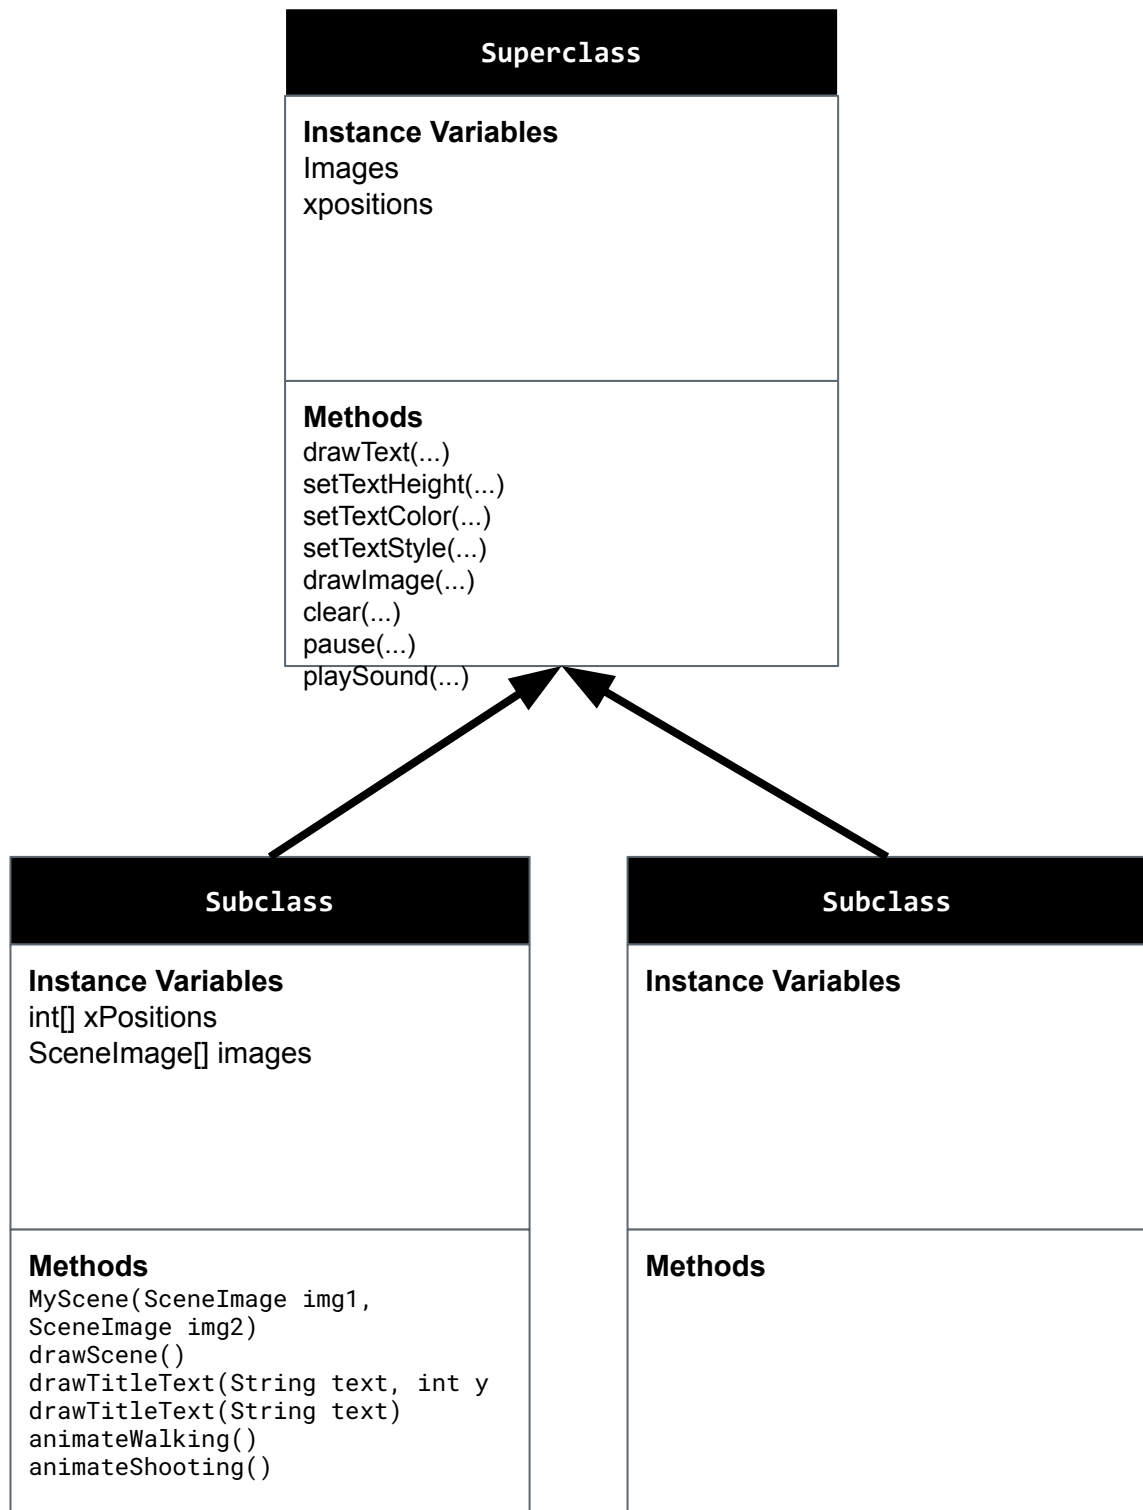 Superclass
Instance Variables
Images
xpositions
Methods
drawText(...)
setTextHeight(...)
setTextColor(...)
setTextStyle(...)
drawImage(...)
clear(...)
pause(...)
playSound(...)
Subclass
Instance Variables
int[] xPositions
SceneImage[] images
Methods
MyScene(SceneImage img1,
SceneImage img2)
drawScene()
drawTitleText(String text, int y
drawTitleText(String text)
animateWalking()
animateShooting()
Subclass
Instance Variables
Methods